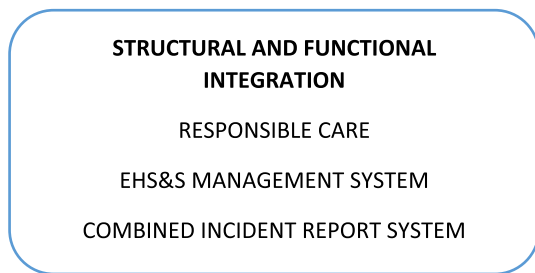 STRUCTURAL AND FUNCTIONAL
INTEGRATION
RESPONSIBLE CARE
EHS&S MANAGEMENT SYSTEM
COMBINED INCIDENT REPORT SYSTEM